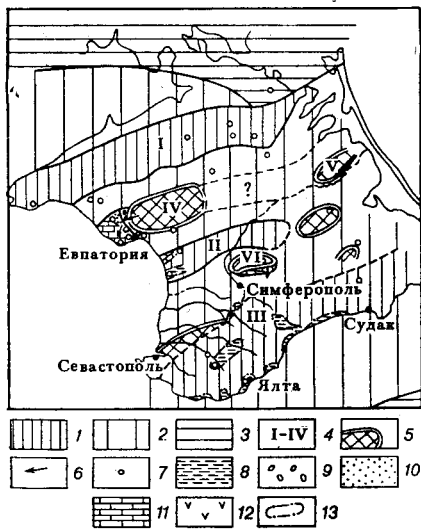 I
V
IV
?
Евпатория
II
VI
Симферополь
III
Судак
Севастополь
Ялта
1 2 3 I-IV 4 5
6 7 8 9 10
11 12 13